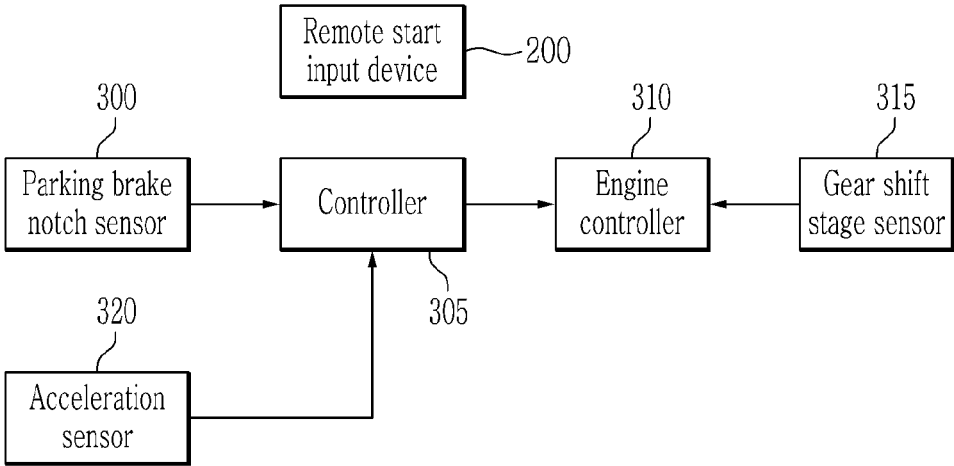 Remote start
input device
200
300
310
315
Parking brake
notch sensor
Controller
Engine
controller
Gear shift
stage sensor
305
320
Acceleration
sensor